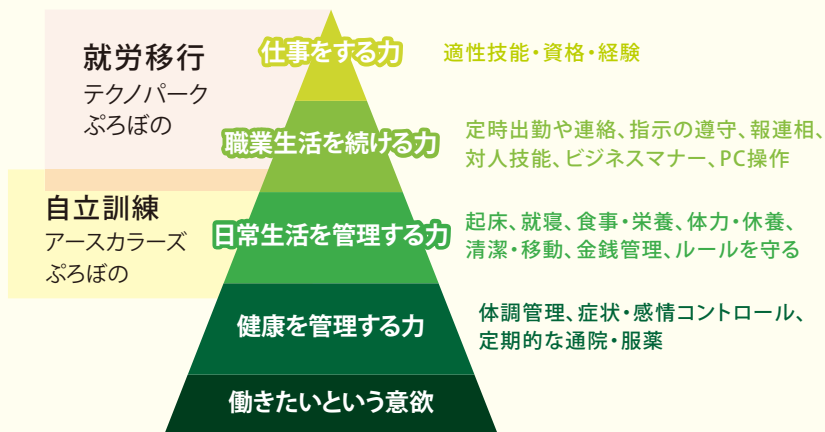 就労移行
テクノパーク
ぷろぼの
自立訓練
アースカラーズ
ぷろぼの
仕事をする力
適性技能・資格・経験
職業生活を続ける力
定時出勤や連絡、指示の遵守、報連相、
対人技能、ビジネスマナー、PC操作
日常生活を管理する力
起床、就寝、食事・栄養、体力・休養、
清潔・移動、金銭管理、ルールを守る
健康を管理する力
体調管理、症状・感情コントロール、
定期的な通院・服薬
働きたいという意欲